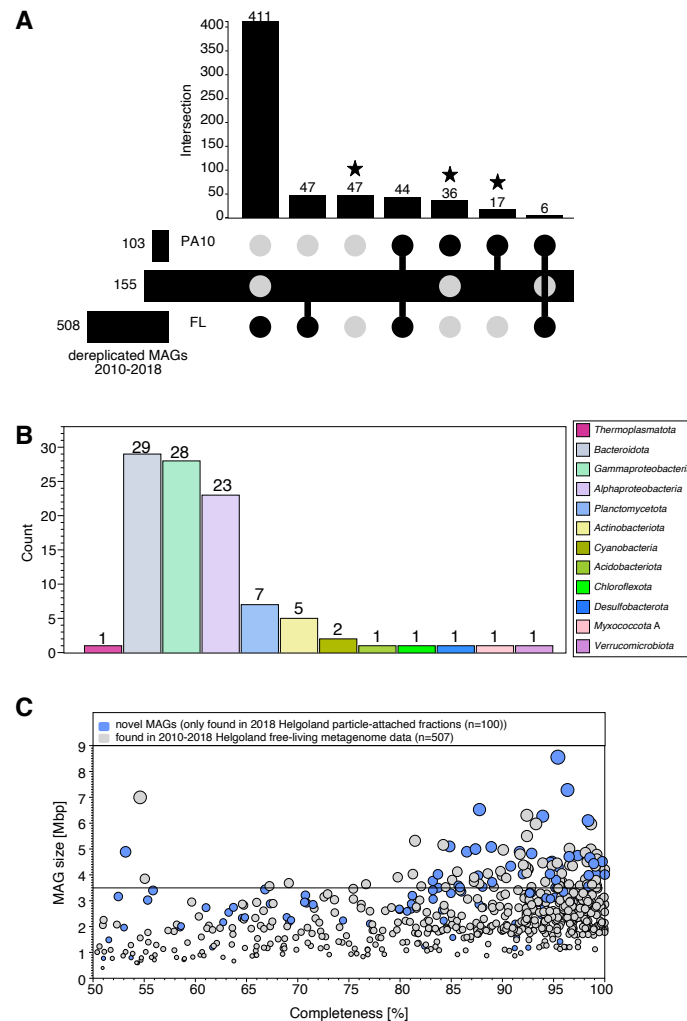 A
Intersection
400
350
300
250
200
150
100
50
0
411
47
47
44
36
17
6
103
PA10
155
508
FL
dereplicated MAGs
2010-2018
B
Count
30
25
20
15
10
5
0
1
29
28
23
7
5
2
1
1
1
1
1
Thermoplasmatota
Bacteroidota
Gammaproteobacteri
Alphaproteobacteria
Planctomycetota
Actinobacteriota
Cyanobacteria
Acidobacteriota
Chloroflexota
Desulfobacterota
Myxococcota A
Verrucomicrobiota
C
novel MAGs (only found in 2018 Helgoland particle-attached fractions (n=100))
found in 2010-2018 Helgoland free-living metagenome data (n=507)
MAG size [Mbp]
9
8
7
6
5
4
3
2
1
0
50 55 60 65 70 75 80 85 90 95 100
Completeness [%]